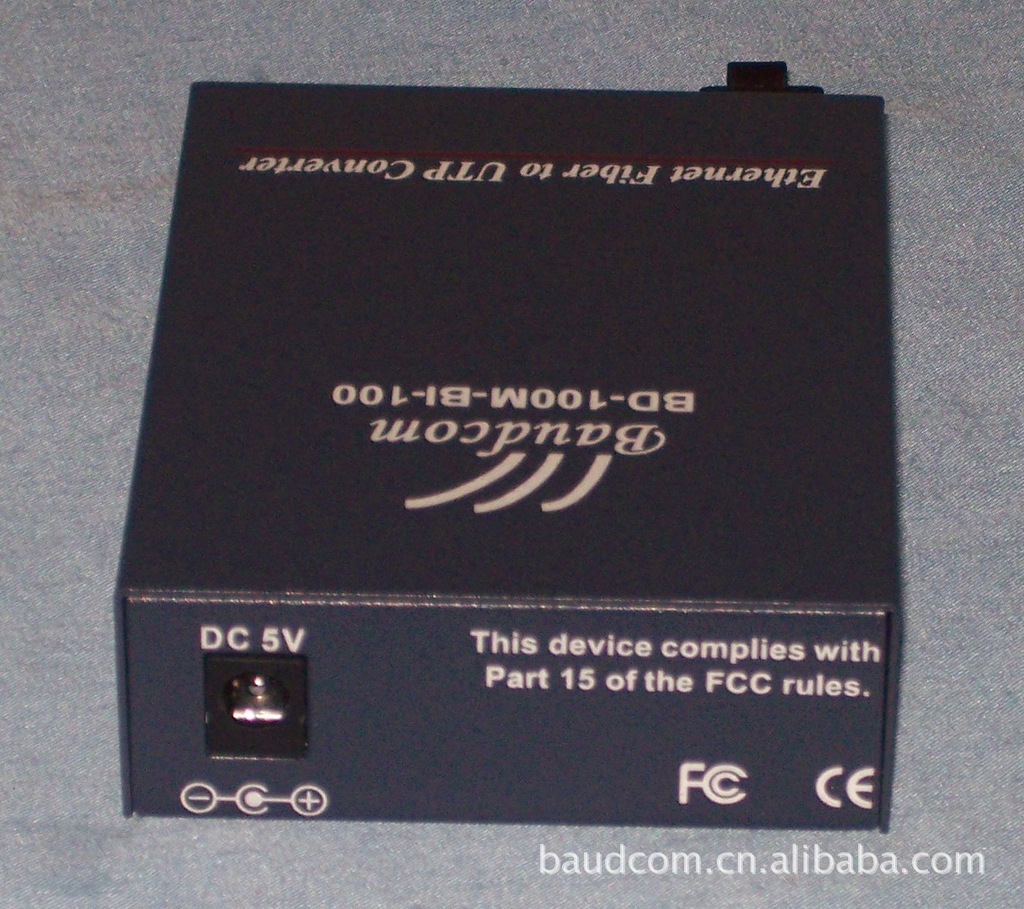 Ethernet Fiber to UTP Converter
BD-100M-BI-100
Baudcom
DC 5V
This device complies with
Part 15 of the FCC rules.
FC CE
baudcom.cn.alibaba.com